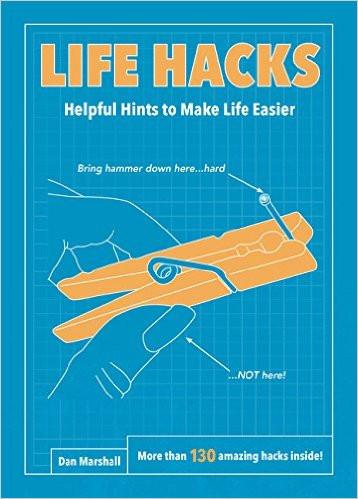 LIFE HACKS
Helpful Hints to Make Life Easier
Bring hammer down here...hard
...NOT here!
Dan Marshall
More than 130 amazing hacks inside!